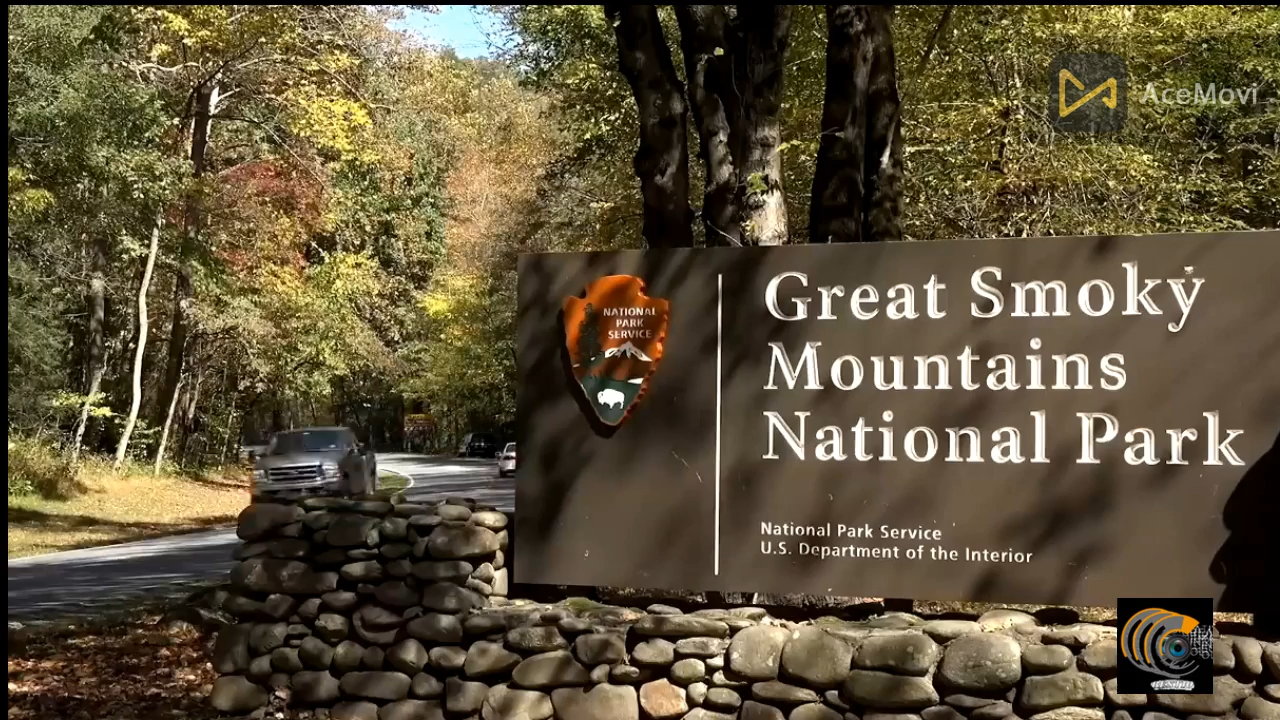 AceMovi
NATIONAL
PARK
SERVICE
Great Smoky
Mountains
National Park
National Park Service
U.S. Department of the Interior